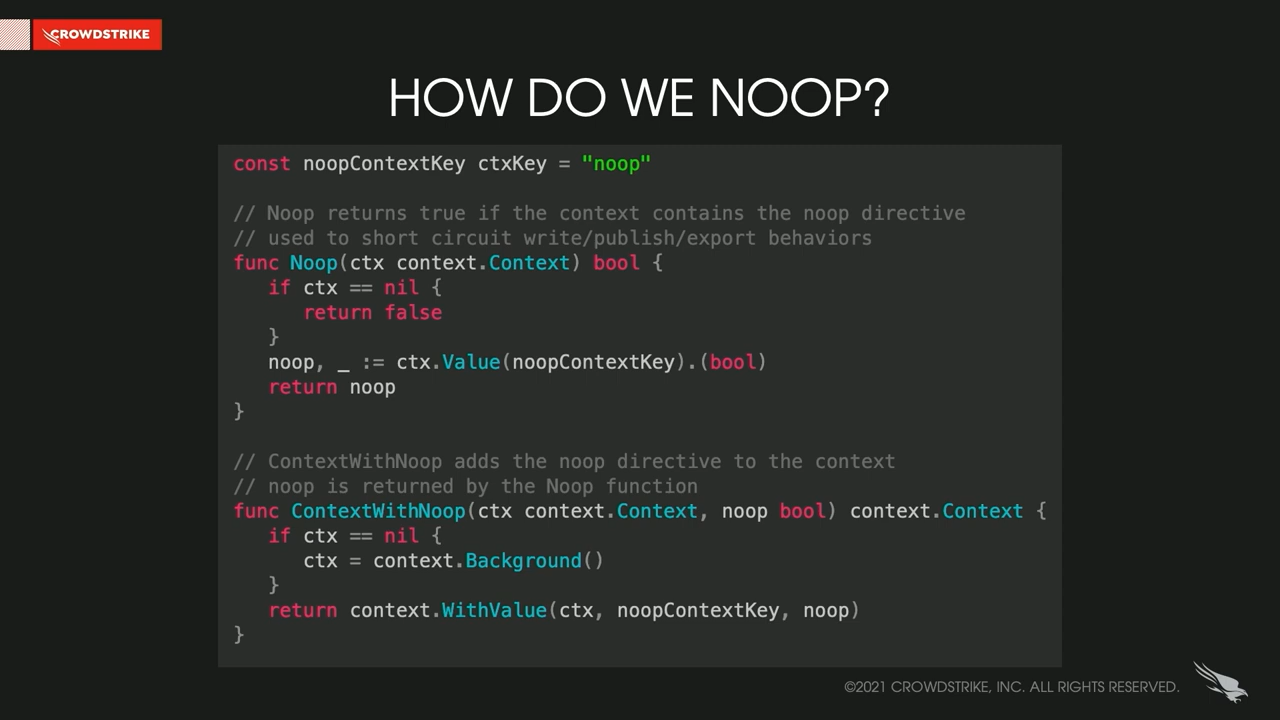 CROWDSTRIKE
HOW DO WE NOOP?
const noopContextKey ctxKey = "noop"
// Noop returns true if the context contains the noop directive
// used to short circuit write/publish/export behaviors
func Noop(ctx context.Context) bool {
if ctx == nil {
return false
}
noop, _ := ctx.Value(noopContextKey).(bool)
return noop
}
// ContextWithNoop adds the noop directive to the context
// noop is returned by the Noop function
func ContextWithNoop(ctx context.Context, noop bool) context.Context {
if ctx == nil {
ctx = context.Background()
}
return context.WithValue(ctx, noopContextKey, noop)
}
©2021 CROWDSTRIKE, INC. ALL RIGHTS RESERVED.